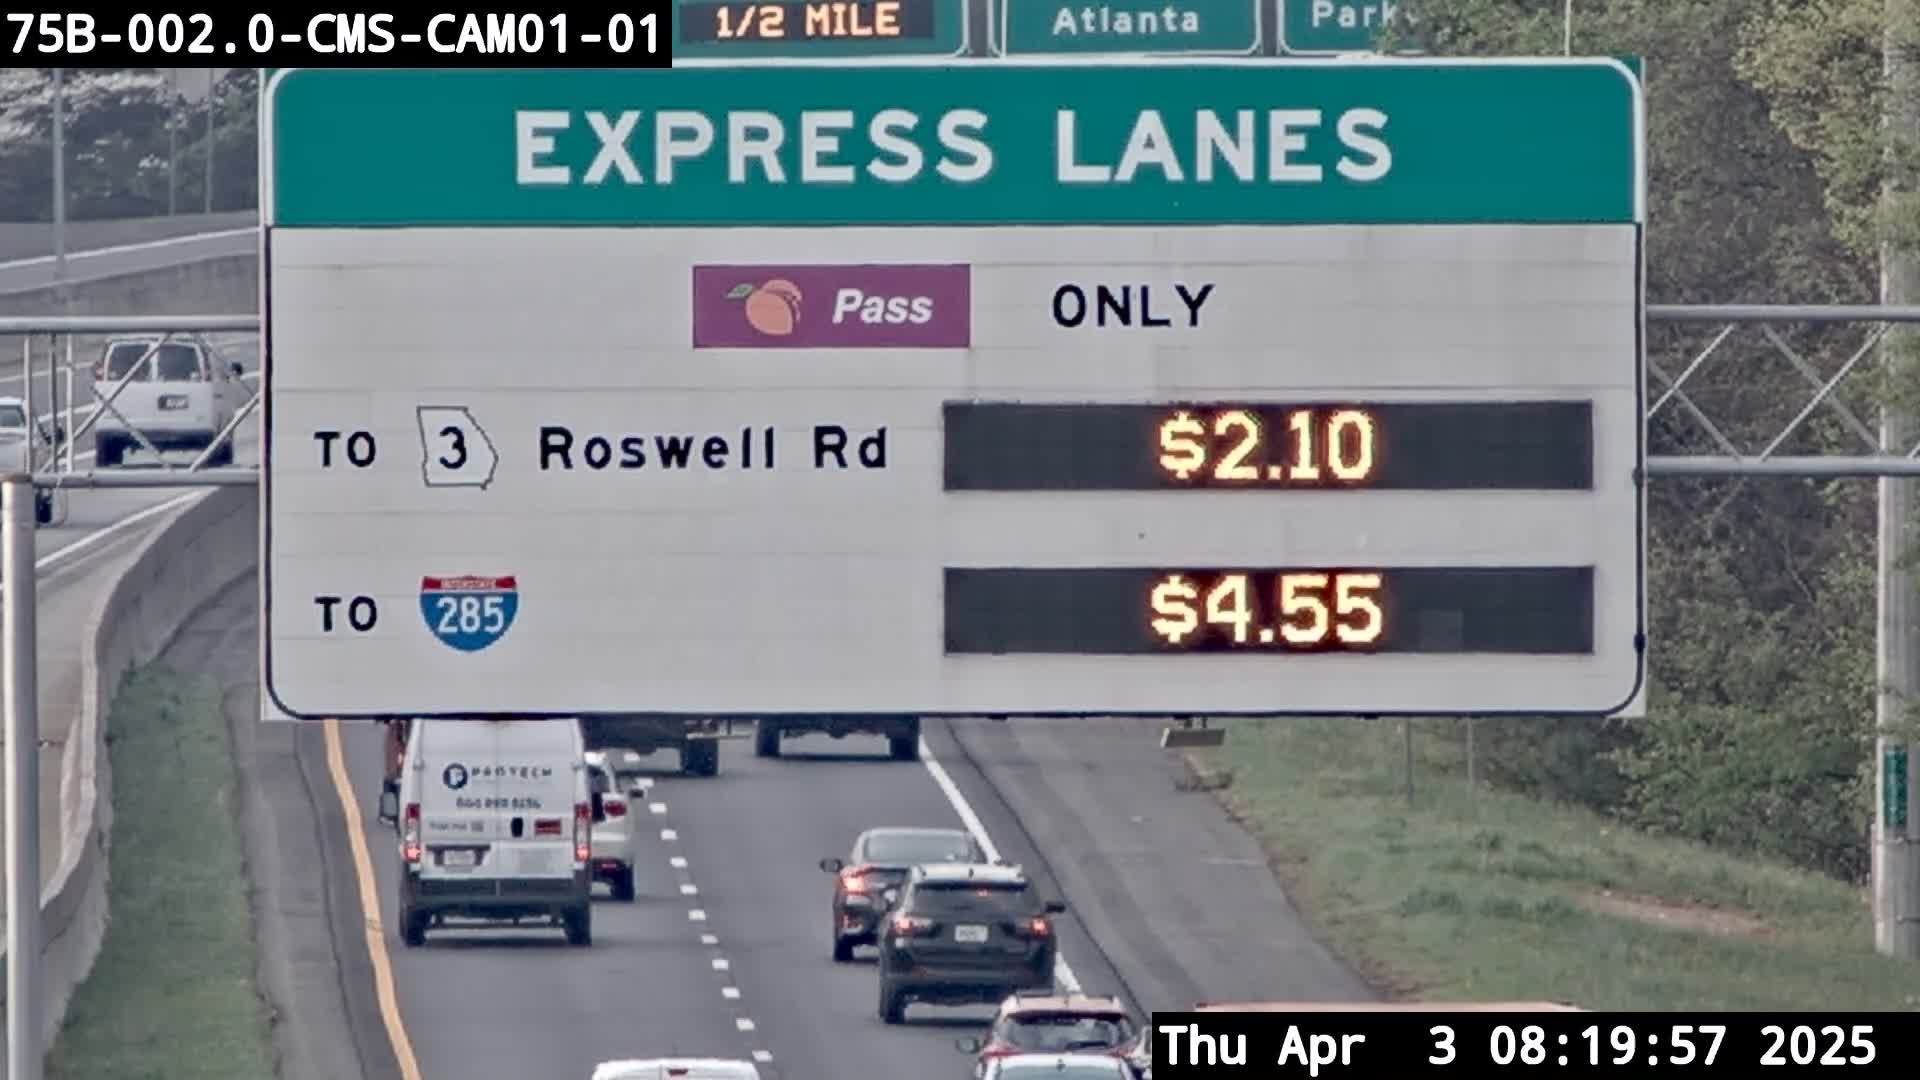 75B-002.0-CMS-CAM01-01
1/2 MILE
Atlanta
Park
EXPRESS LANES
Pass ONLY
TO 3 Roswell Rd $2.10
TO 285 $4.55
Thu Apr 3 08:19:57 2025